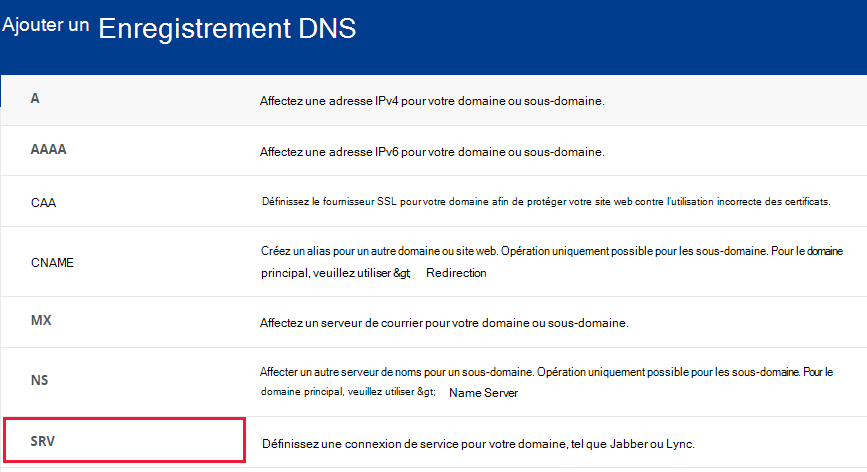 Ajouter un Enregistrement DNS
A Affectez une adresse IPv4 pour votre domaine ou sous-domaine.
AAAA Affectez une adresse IPv6 pour votre domaine ou sous-domaine.
CAA Définissez le fournisseur SSL pour votre domaine afin de protéger votre site web contre l'utilisation incorrecte des certificats.
CNAME Créez un alias pour un autre domaine ou site web. Opération uniquement possible pour les sous-domaine. Pour le domaine
principal, veuillez utiliser &gt; Redirection
MX Affectez un serveur de courrier pour votre domaine ou sous-domaine.
NS Affecter un autre serveur de noms pour un sous-domaine. Opération uniquement possible pour les sous-domaine. Pour le
domaine principal, veuillez utiliser &gt; Name Server
SRV Définissez une connexion de service pour votre domaine, tel que Jabber ou Lync.